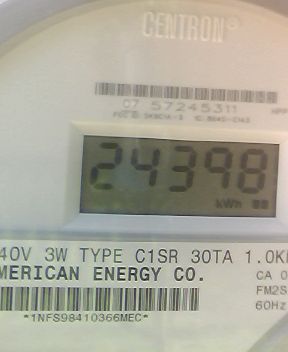 CENTRON®
07 57245311
24398
kWh
40V 3W TYPE C1SR 30TA 1.0K
MERICAN ENERGY CO.
CA 0
FM2S
60Hz
*1NFS98410366MEC*